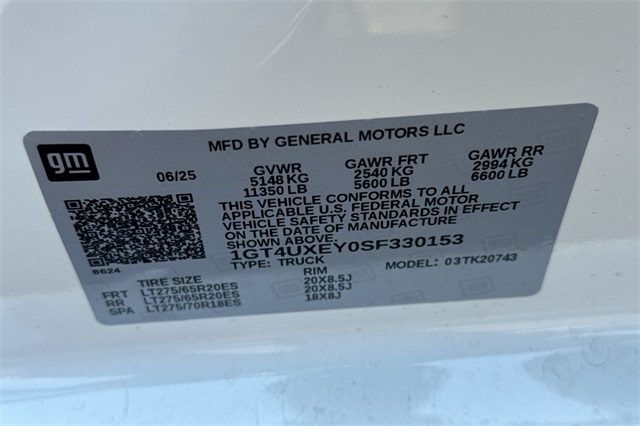 MFD BY GENERAL MOTORS LLC
gm
06/25
GVWR GAWR FRT GAWR RR
5148 KG 2540 KG 2994 KG
11350 LB 5600 LB 6600 LB
THIS VEHICLE CONFORMS TO ALL
APPLICABLE U.S. FEDERAL MOTOR
VEHICLE SAFETY STANDARDS IN EFFECT
ON THE DATE OF MANUFACTURE
1GT4UXEY0SF330153
TYPE: TRUCK MODEL: 03TK20743
8624
TIRE SIZE RIM
FRT LT275/65R20ES 20X8.5J
RR LT275/65R20ES 20X8.5J
SPA LT275/70R18ES 18X8J